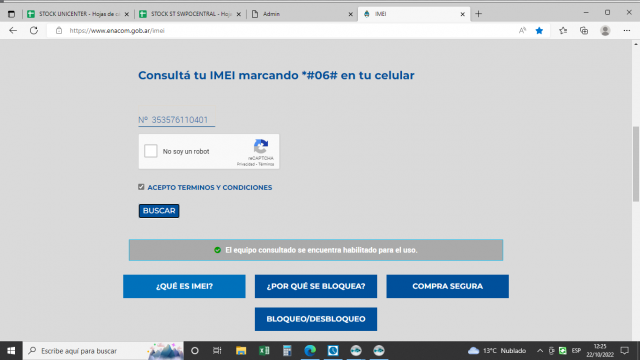 STOCK UNICENTER - Hojas de c
STOCK ST SWPDCENTRAL - Hoja
Admin
IMEI
https://www.enacom.gob.ar/imei
Consultá tu IMEI marcando *#06# en tu celular
Nº 353576110401
No soy un robot
reCAPTCHA
Privacidad - Términos
ACEPTO TERMINOS Y CONDICIONES
BUSCAR
El equipo consultado se encuentra habilitado para el uso.
¿QUÉ ES IMEI?
¿POR QUÉ SE BLOQUEA?
COMPRA SEGURA
BLOQUEO/DESBLOQUEO
Escribe aquí para buscar
13°C Nublado
ESP
12:25
22/10/2022